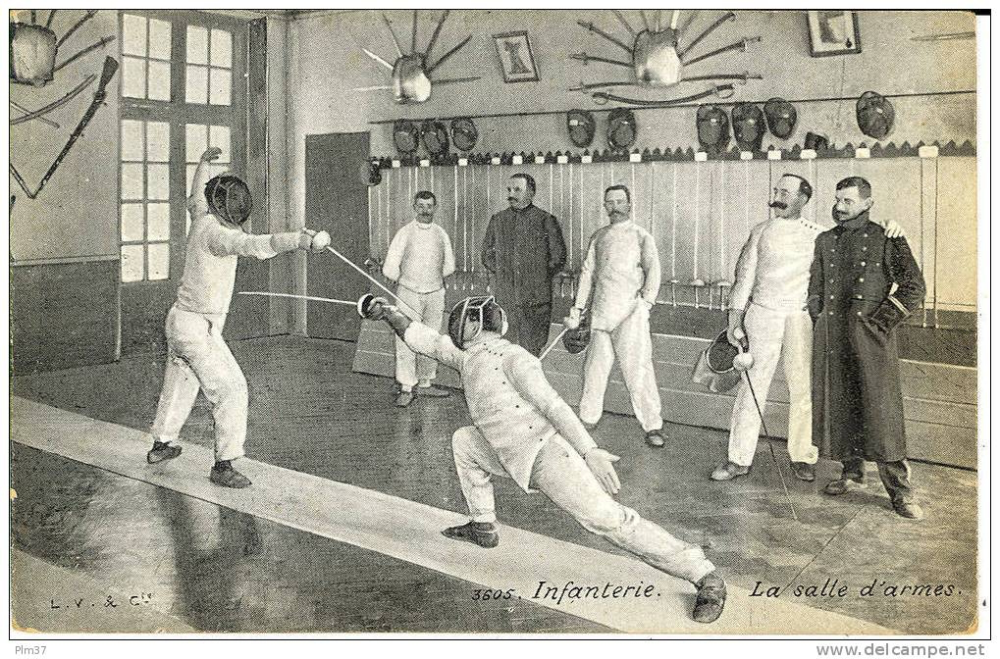 L. V. & Cie
3605. Infanterie. La salle d'armes.
Plm37
www.delcampe.net